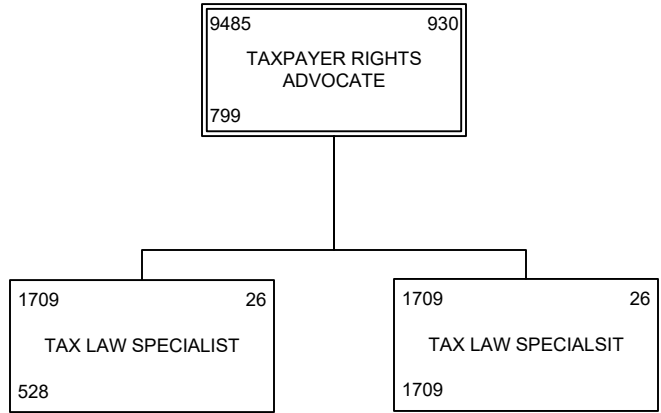 9485 930
TAXPAYER RIGHTS
ADVOCATE
799
1709 26
TAX LAW SPECIALIST
528
1709 26
TAX LAW SPECIALSIT
1709